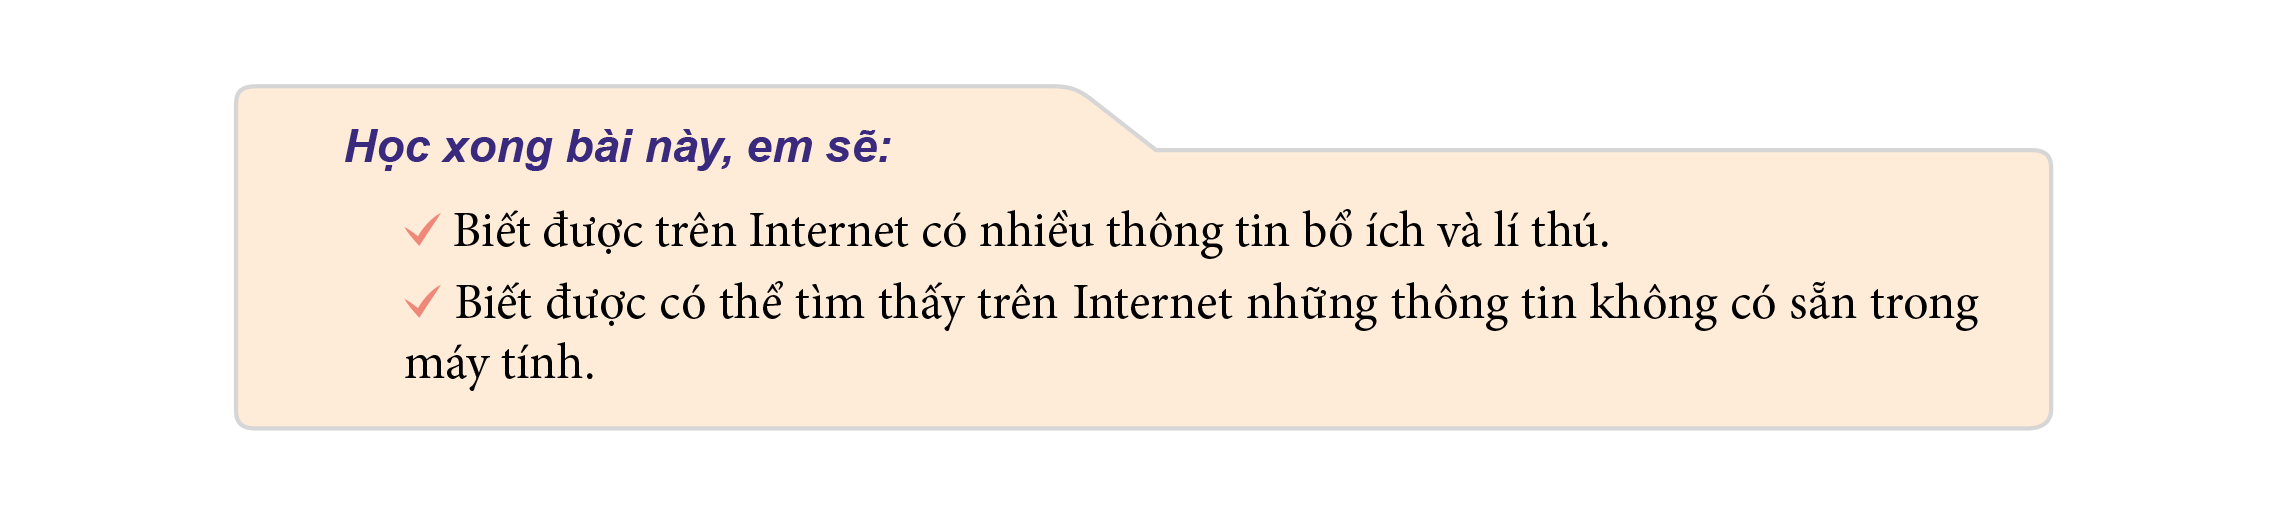 Học xong bài này, em sẽ:
✓ Biết được trên Internet có nhiều thông tin bổ ích và lí thú.
✓ Biết được có thể tìm thấy trên Internet những thông tin không có sẵn trong
máy tính.